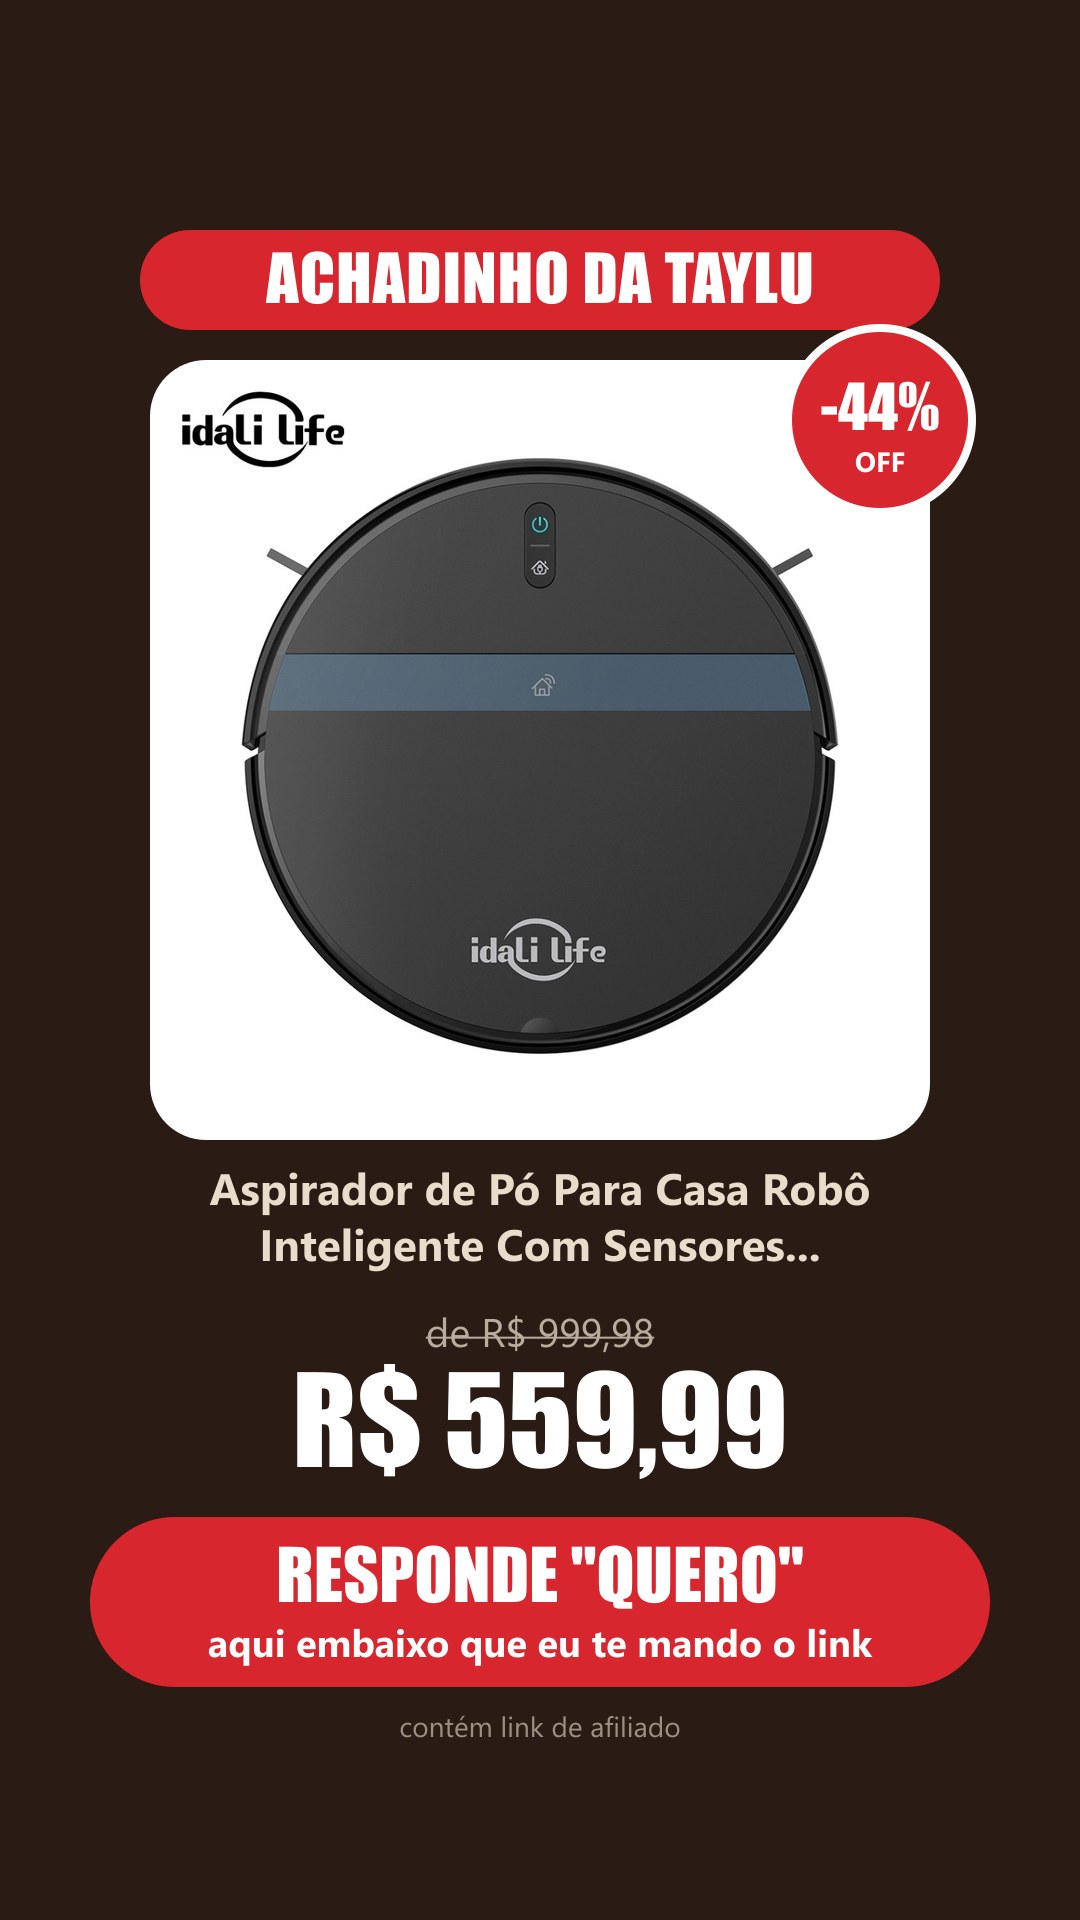 ACHADINHO DA TAYLU
-44%
OFF
idali life
idali life
Aspirador de Pó Para Casa Robô
Inteligente Com Sensores...
de R$ 999,98
R$ 559,99
RESPONDE "QUERO"
aqui embaixo que eu te mando o link
contém link de afiliado